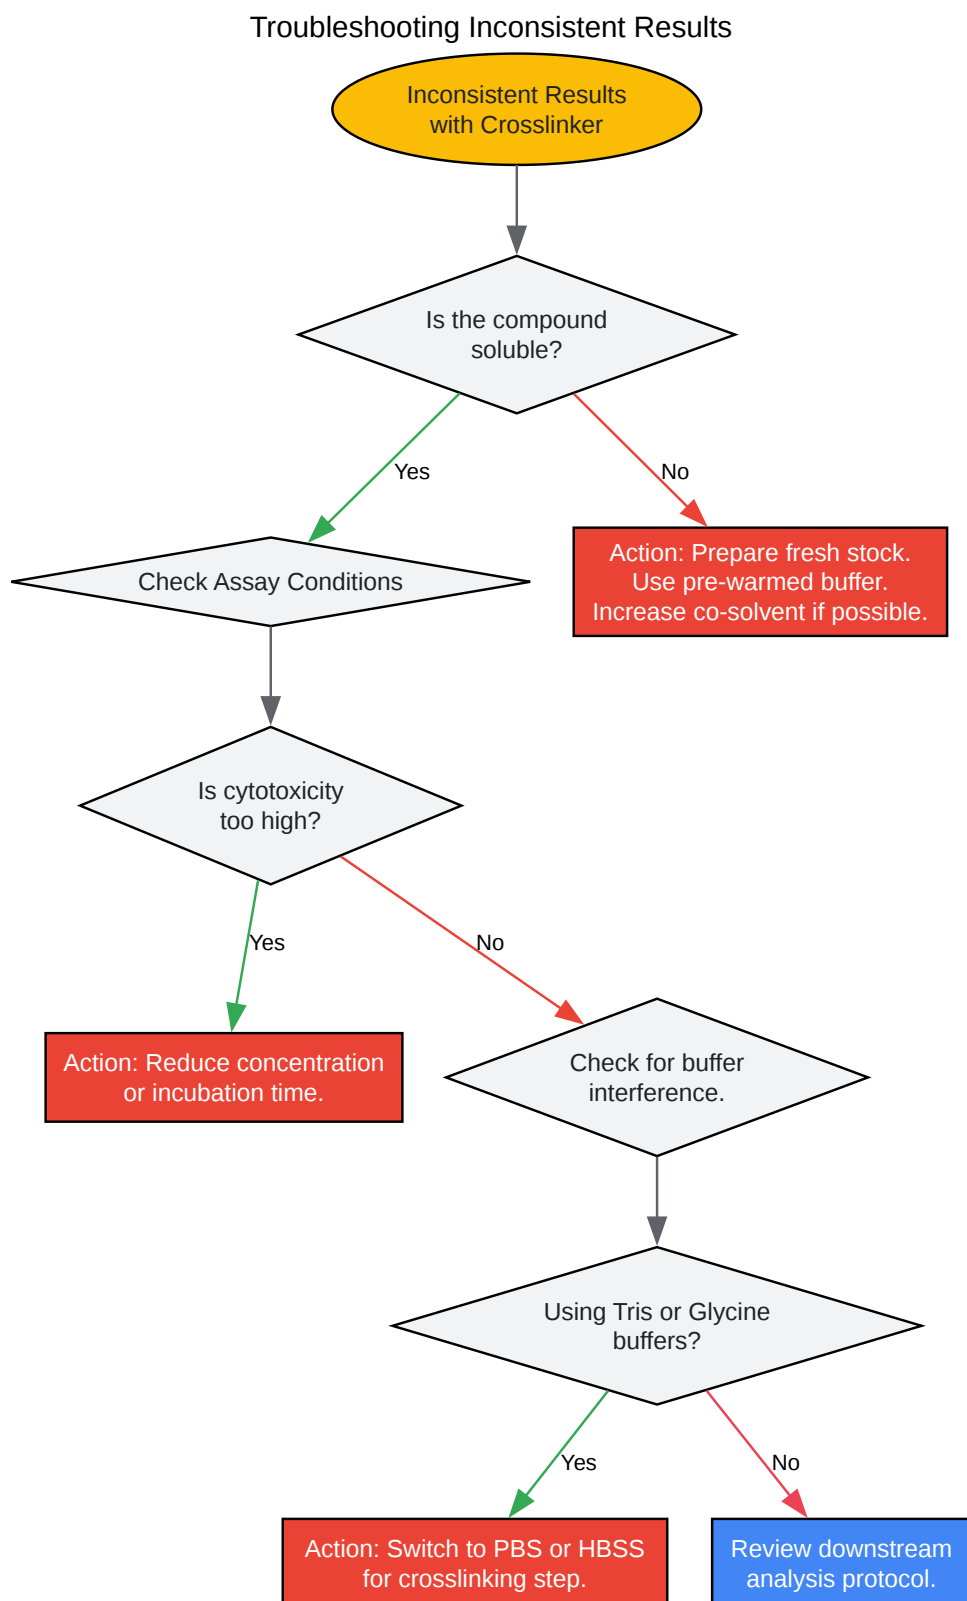 Troubleshooting Inconsistent Results
Inconsistent Results
with Crosslinker
Is the compound
soluble?
Yes
No
Check Assay Conditions
Action: Prepare fresh stock.
Use pre-warmed buffer.
Increase co-solvent if possible.
Is cytotoxicity
too high?
Yes
No
Action: Reduce concentration
or incubation time.
Check for buffer
interference.
Using Tris or Glycine
buffers?
Yes
No
Action: Switch to PBS or HBSS
for crosslinking step.
Review downstream
analysis protocol.